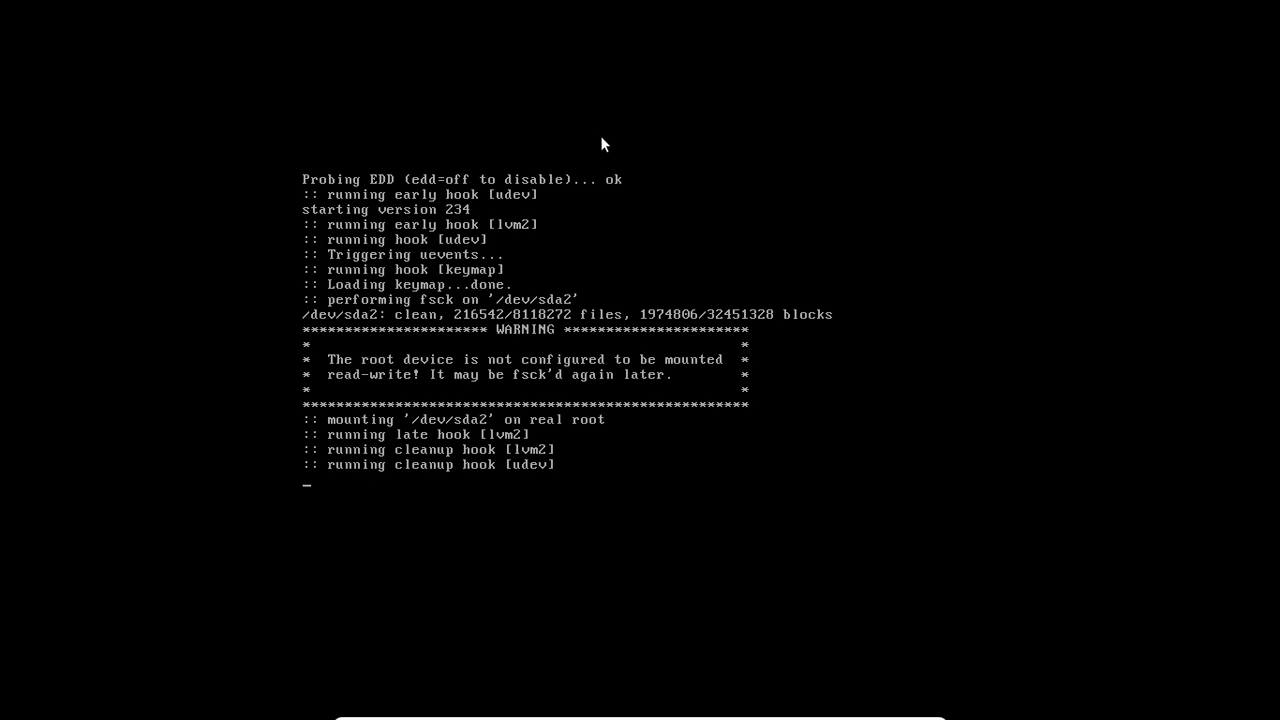 Probing EDD (edd=off to disable)... ok
:: running early hook [udev]
starting version 234
:: running early hook [lvm2]
:: running hook [udev]
:: Triggering uevents...
:: running hook [keymap]
:: Loading keymap...done.
:: performing fsck on '/dev/sda2'
/dev/sda2: clean, 216542/8118272 files, 1974806/32451328 blocks
********************** WARNING **********************
*                                                   *
*  The root device is not configured to be mounted  *
*  read-write! It may be fsck'd again later.        *
*                                                   *
*****************************************************
:: mounting '/dev/sda2' on real root
:: running late hook [lvm2]
:: running cleanup hook [lvm2]
:: running cleanup hook [udev]
_